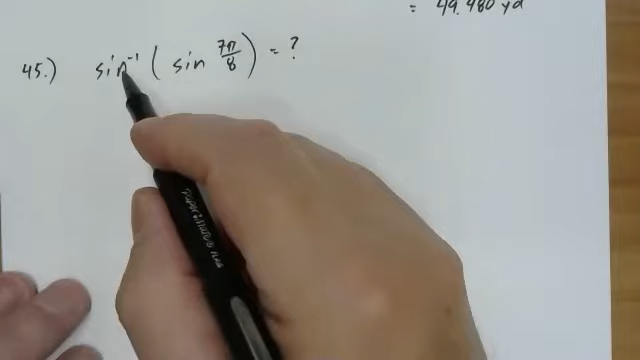 = 49.480 yd
45.) sin⁻¹ ( sin 7π/8 ) = ?